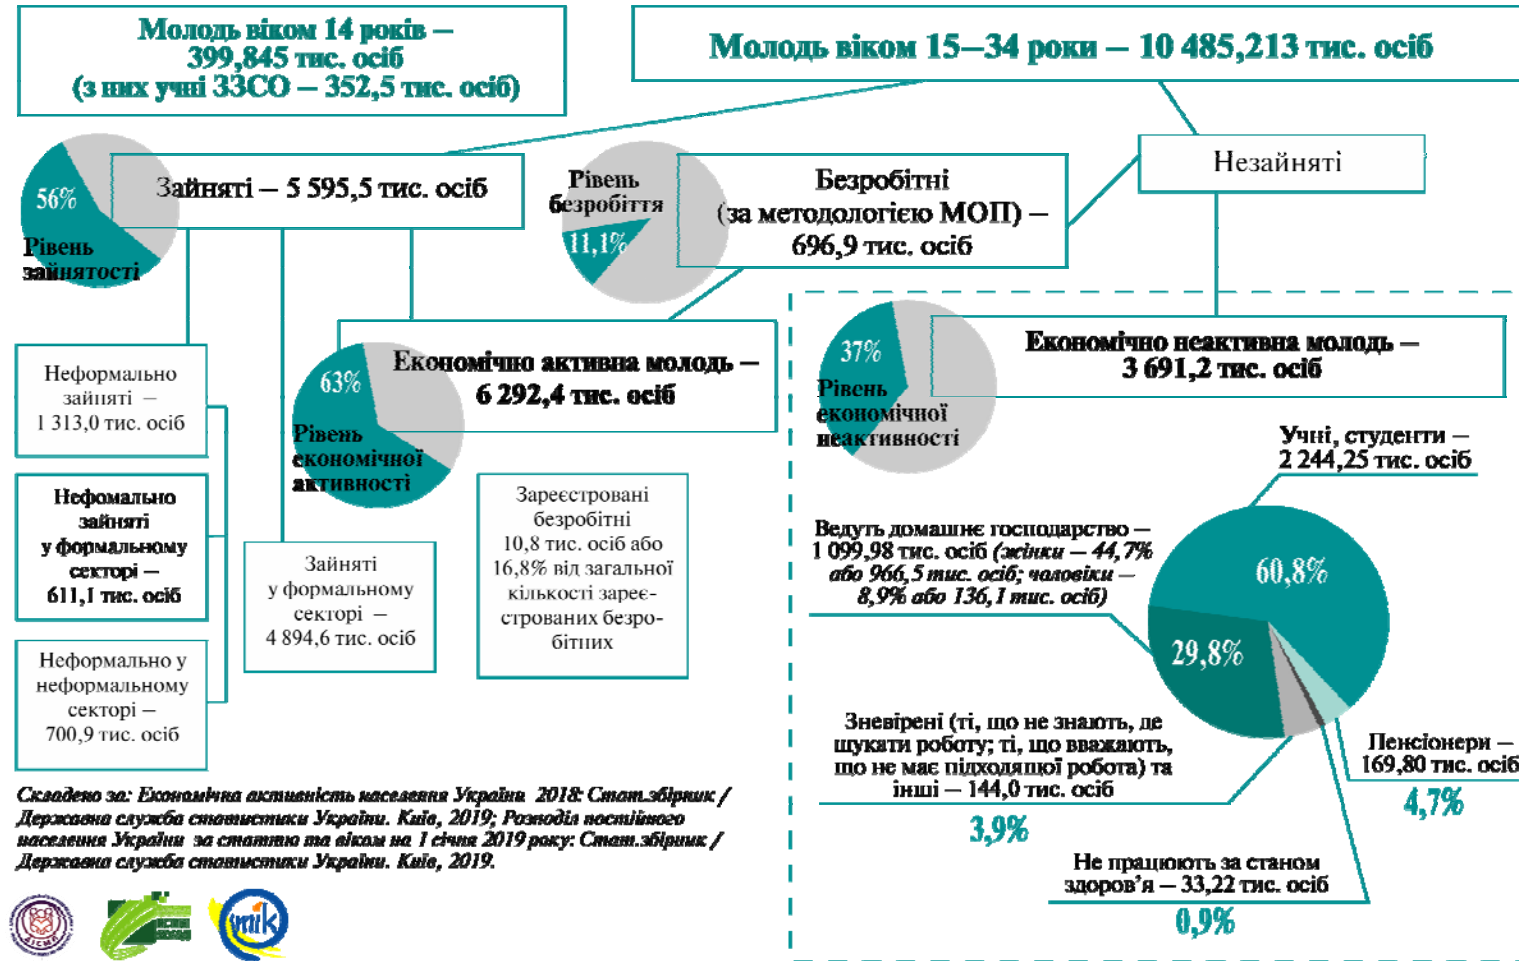 Молодь віком 14 років –
399,845 тис. осіб
(з них учні ЗЗСО – 352,5 тис. осіб)
Молодь віком 15–34 роки – 10 485,213 тис. осіб
56%
Рівень
зайнятості
Зайняті – 5 595,5 тис. осіб
Рівень
безробіття
11,1%
Безробітні
(за методологією МОП) –
696,9 тис. осіб
Незайняті
Неформально
зайняті –
1 313,0 тис. осіб
Нефомально
зайняті
у формальному
секторі –
611,1 тис. осіб
Неформально у
неформальному
секторі –
700,9 тис. осіб
63%
Рівень
економічної
активності
Економічно активна молодь –
6 292,4 тис. осіб
Зайняті
у формальному
секторі –
4 894,6 тис. осіб
Зареєстровані
безробітні
10,8 тис. осіб або
16,8% від загальної
кількості зареє-
строваних безро-
бітних
37%
Рівень
економічної
неактивності
Економічно неактивна молодь –
3 691,2 тис. осіб
Учні, студенти –
2 244,25 тис. осіб
Ведуть домашнє господарство –
1 099,98 тис. осіб (жінки – 44,7%
або 966,5 тис. осіб; чоловіки –
8,9% або 136,1 тис. осіб)
60,8%
29,8%
Зневірені (ті, що не знають, де
шукати роботу; ті, що вважають,
що не має підходящої робота) та
інші – 144,0 тис. осіб
3,9%
Пенсіонери –
169,80 тис. осіб
4,7%
Не працюють за станом
здоров’я – 33,22 тис. осіб
0,9%
Складено за: Економічна активність населення України 2018: Стат.збірник /
Державна служба статистики України. Київ, 2019; Розподіл постійного
населення України за статтю та віком на 1 січня 2019 року: Стат.збірник /
Державна служба статистики України. Київ, 2019.
smik